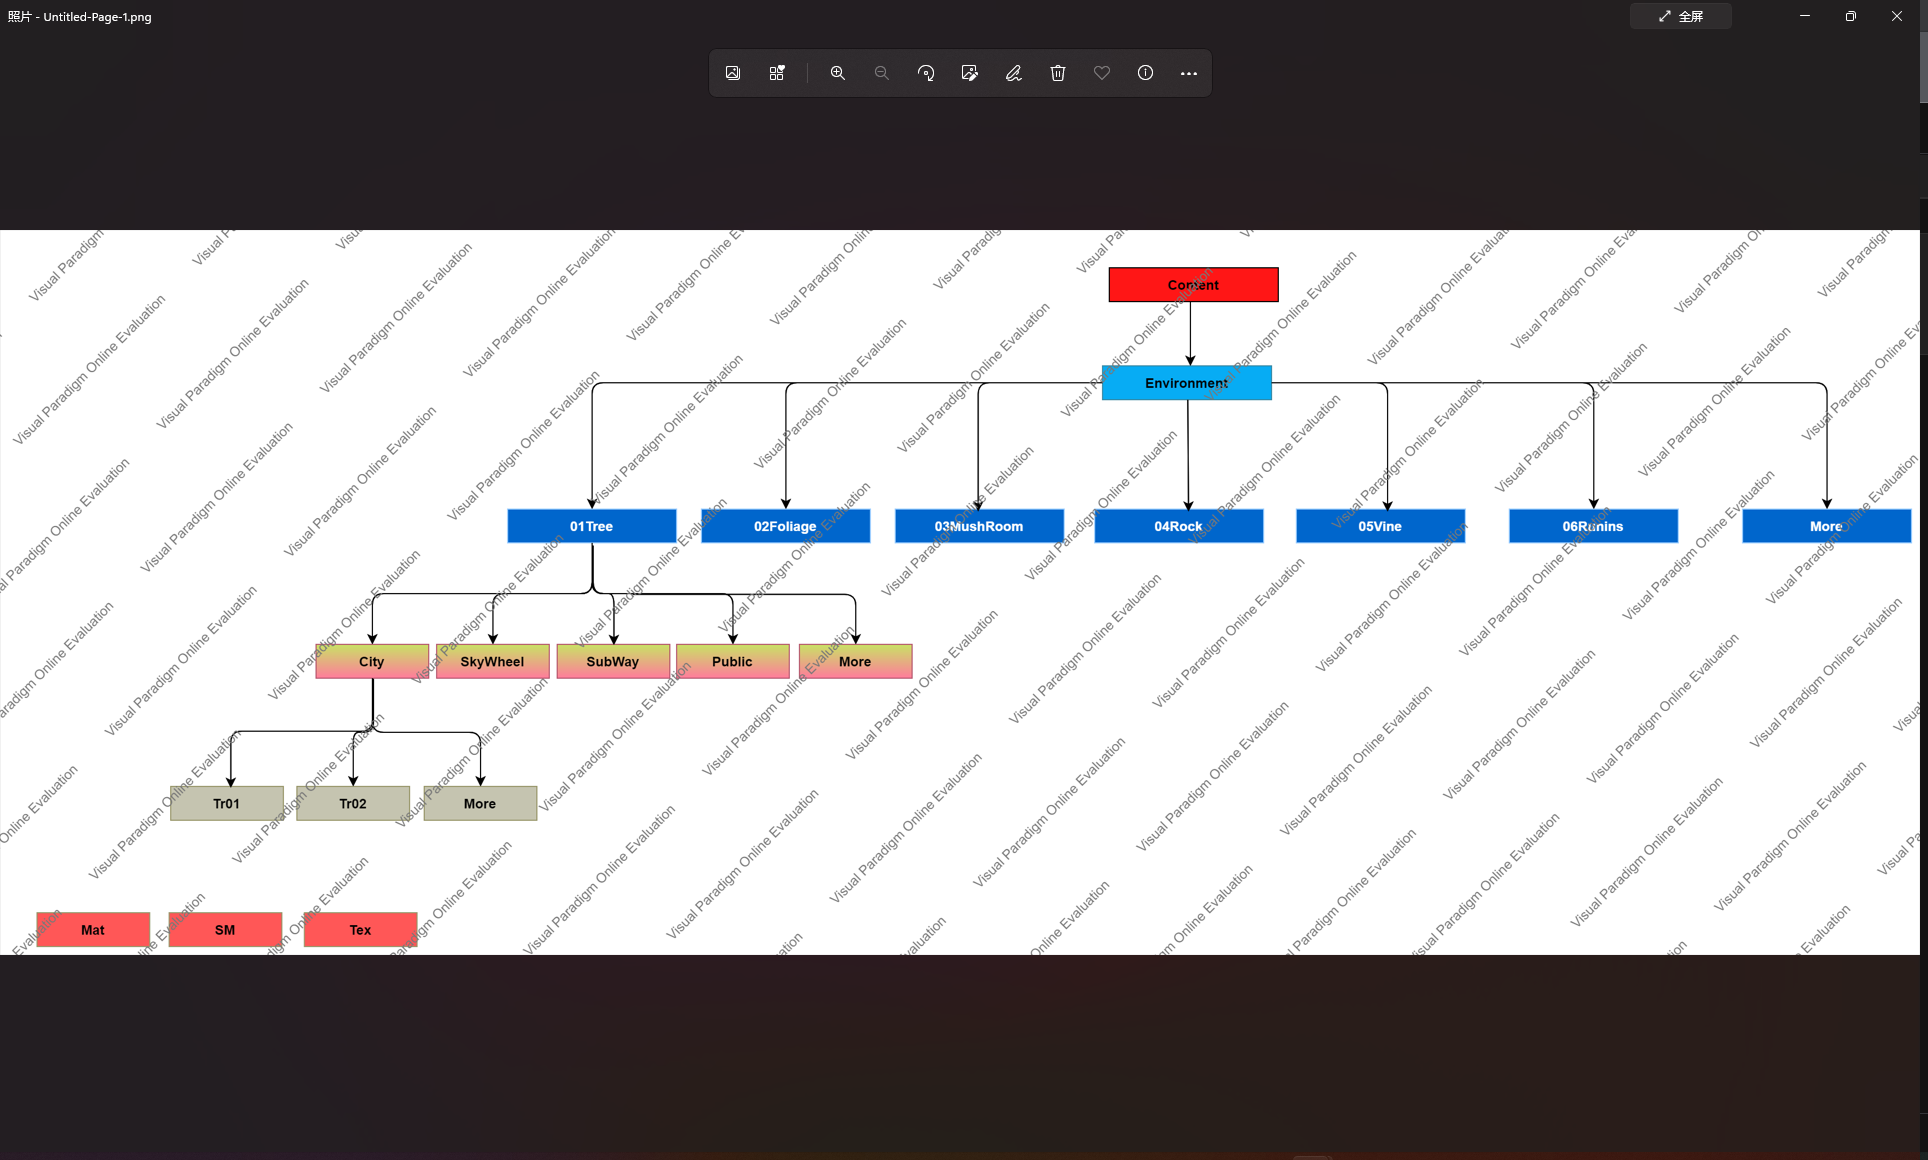 照片 - Untitled-Page-1.png
全屏
Content
Environment
01Tree
02Foliage
03MushRoom
04Rock
05Vine
06Runins
More
City
SkyWheel
SubWay
Public
More
Tr01
Tr02
More
Mat
SM
Tex
Visual Paradigm Online Evaluation